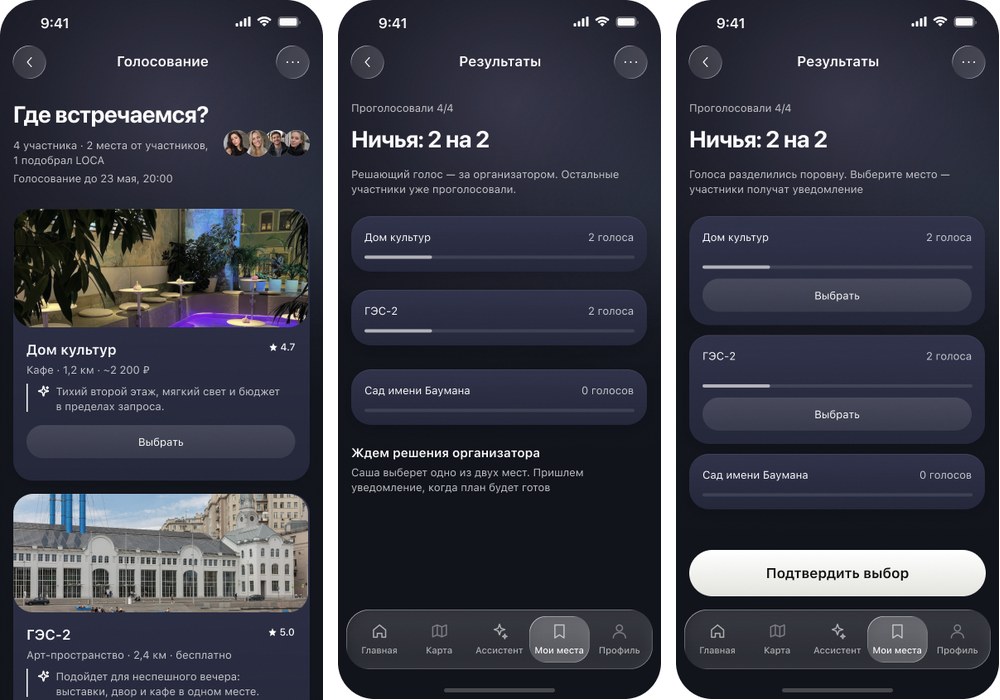 9:41
Голосование
Где встречаемся?
4 участника · 2 места от участников,
1 подобрал LOCA
Голосование до 23 мая, 20:00
Дом культур
4.7
Кафе · 1,2 км · ~2 200 ₽
Тихий второй этаж, мягкий свет и бюджет
в пределах запроса.
Выбрать
ГЭС-2
5.0
Арт-пространство · 2,4 км · бесплатно
Подойдет для неспешного вечера:
выставки, двор и кафе в одном месте.
9:41
Результаты
Проголосовали 4/4
Ничья: 2 на 2
Решающий голос — за организатором. Остальные
участники уже проголосовали.
Дом культур
2 голоса
ГЭС-2
2 голоса
Сад имени Баумана
0 голосов
Ждем решения организатора
Саша выберет одно из двух мест. Пришлем
уведомление, когда план будет готов
Главная
Карта
Ассистент
Мои места
Профиль
9:41
Результаты
Проголосовали 4/4
Ничья: 2 на 2
Голоса разделились поровну. Выберите место —
участники получат уведомление
Дом культур
2 голоса
Выбрать
ГЭС-2
2 голоса
Выбрать
Сад имени Баумана
0 голосов
Подтвердить выбор
Главная
Карта
Ассистент
Мои места
Профиль